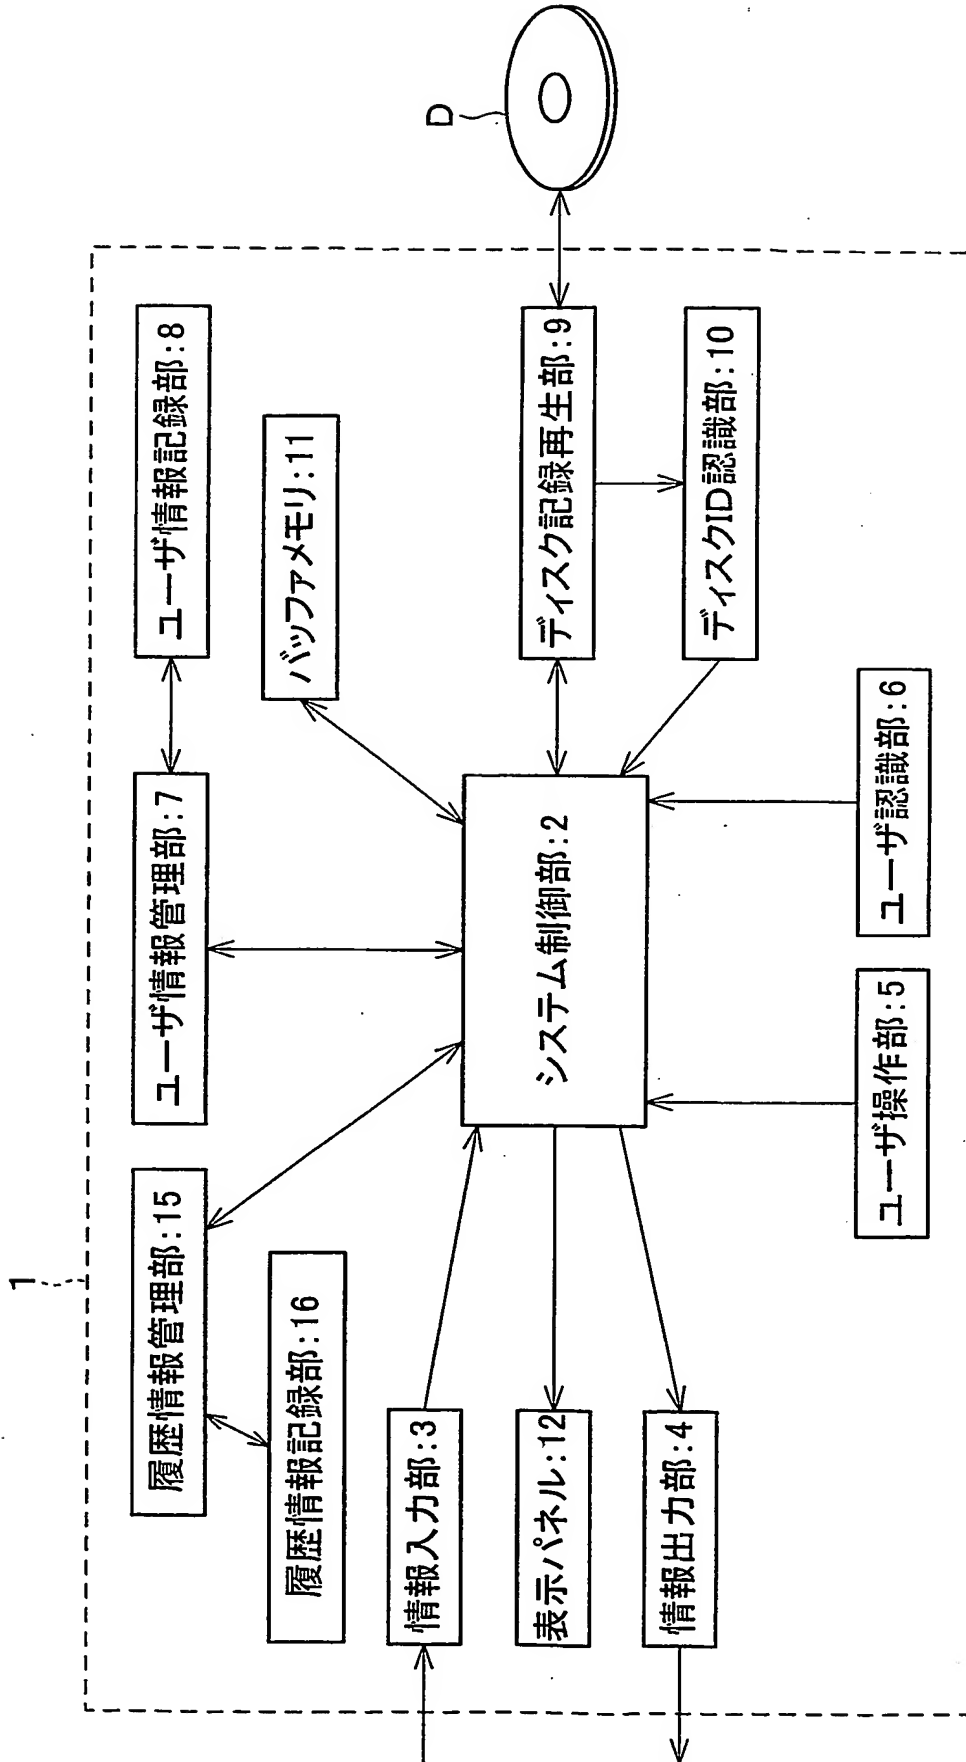 1
履歴情報管理部:15
ユーザ情報管理部:7
ユーザ情報記録部:8
履歴情報記録部:16
バッファメモリ:11
情報入力部:3
表示パネル:12
情報出力部:4
システム制御部:2
ディスク記録再生部:9
ディスクID認識部:10
D
ユーザ操作部:5
ユーザ認識部:6